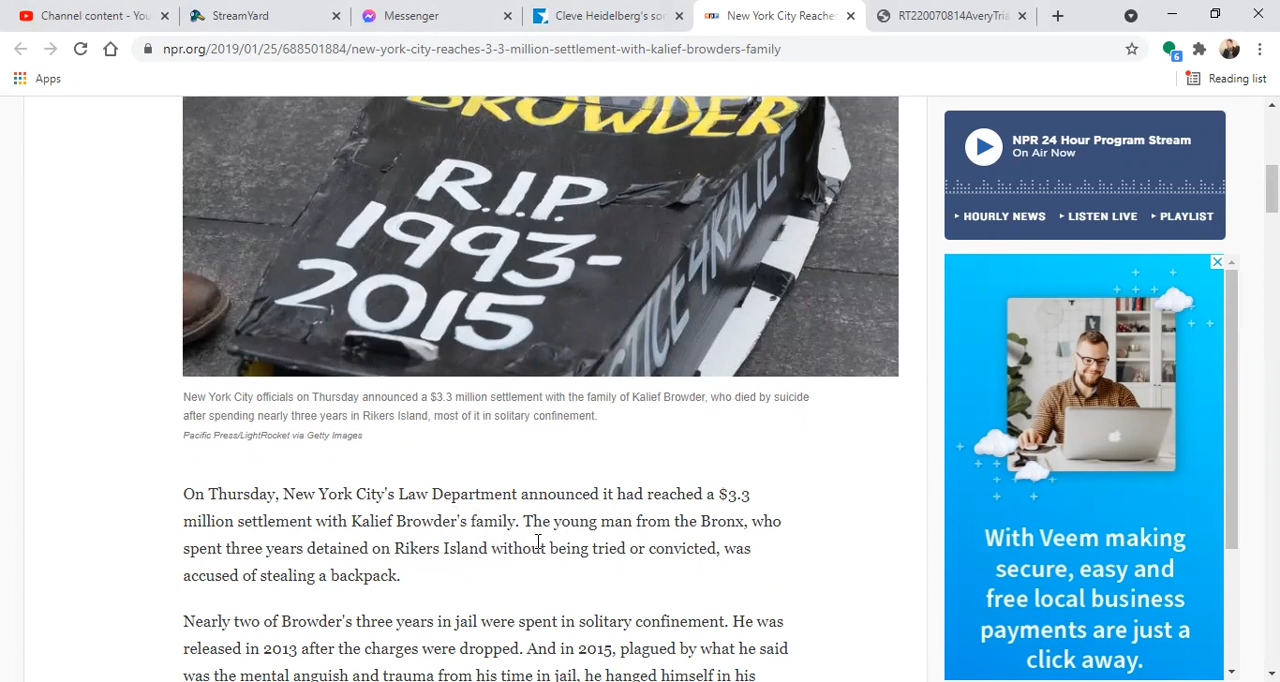 Channel content - You
StreamYard
Messenger
Cleve Heidelberg's son
New York City Reaches
RT220070814AveryTria
npr.org/2019/01/25/688501884/new-york-city-reaches-3-3-million-settlement-with-kalief-browders-family
6
Apps
Reading list
BROWDER
R.I.P.
1993-
2015
JUSTICE 4 KALIEF
New York City officials on Thursday announced a $3.3 million settlement with the family of Kalief Browder, who died by suicide
after spending nearly three years in Rikers Island, most of it in solitary confinement.
Pacific Press/LightRocket via Getty Images
On Thursday, New York City's Law Department announced it had reached a $3.3
million settlement with Kalief Browder's family. The young man from the Bronx, who
spent three years detained on Rikers Island without being tried or convicted, was
accused of stealing a backpack.
Nearly two of Browder's three years in jail were spent in solitary confinement. He was
released in 2013 after the charges were dropped. And in 2015, plagued by what he said
was the mental anguish and trauma from his time in jail, he hanged himself in his
NPR 24 Hour Program Stream
On Air Now
HOURLY NEWS
LISTEN LIVE
PLAYLIST
With Veem making
secure, easy and
free local business
payments are just a
click away.